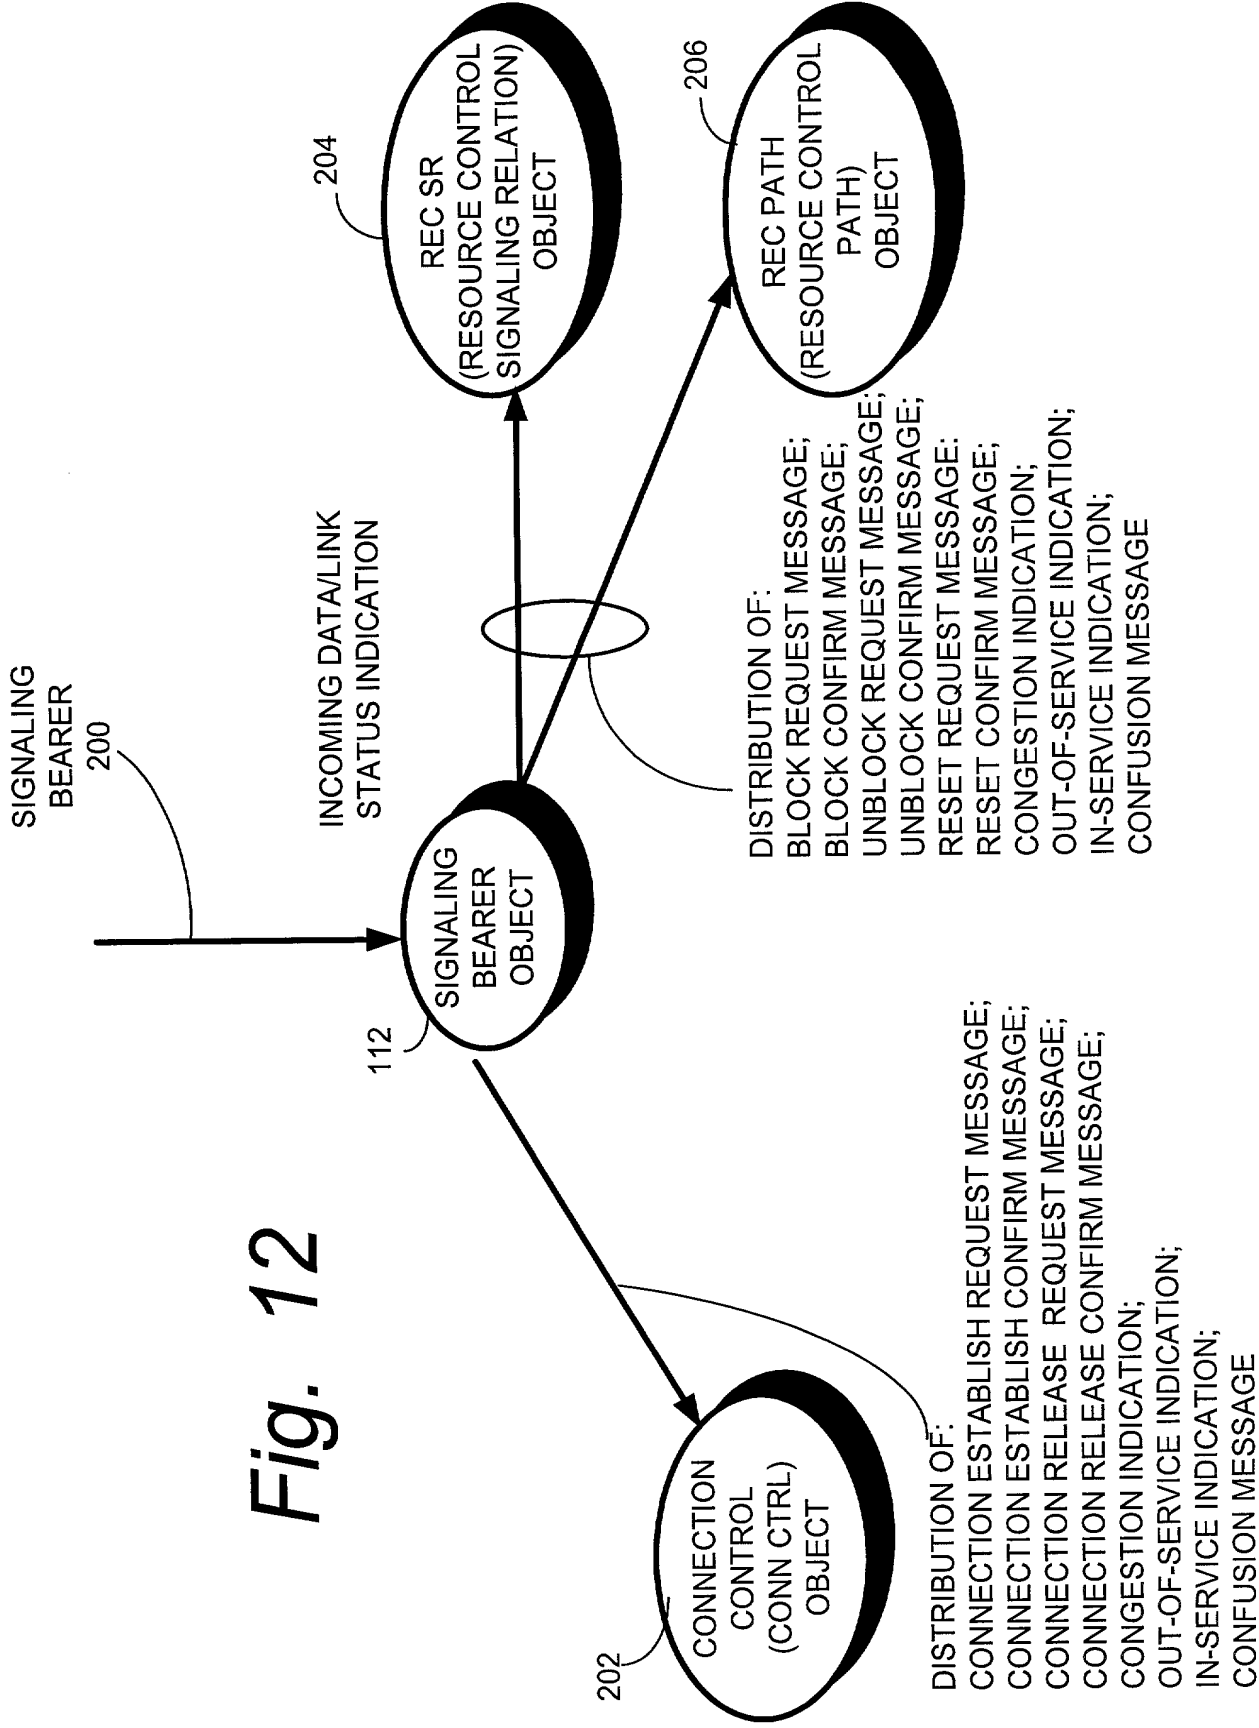 SIGNALING
BEARER
200
INCOMING DATA/LINK
STATUS INDICATION
204
REC SR
(RESOURCE CONTROL
SIGNALING RELATION)
OBJECT
206
REC PATH
(RESOURCE CONTROL
PATH)
OBJECT
112
SIGNALING
BEARER
OBJECT
DISTRIBUTION OF:
BLOCK REQUEST MESSAGE;
BLOCK CONFIRM MESSAGE;
UNBLOCK REQUEST MESSAGE;
UNBLOCK CONFIRM MESSAGE;
RESET REQUEST MESSAGE:
RESET CONFIRM MESSAGE;
CONGESTION INDICATION;
OUT-OF-SERVICE INDICATION;
IN-SERVICE INDICATION;
CONFUSION MESSAGE
202
CONNECTION
CONTROL
(CONN CTRL)
OBJECT
DISTRIBUTION OF:
CONNECTION ESTABLISH REQUEST MESSAGE;
CONNECTION ESTABLISH CONFIRM MESSAGE;
CONNECTION RELEASE REQUEST MESSAGE;
CONNECTION RELEASE CONFIRM MESSAGE;
CONGESTION INDICATION;
OUT-OF-SERVICE INDICATION;
IN-SERVICE INDICATION;
CONFUSION MESSAGE
Fig. 12